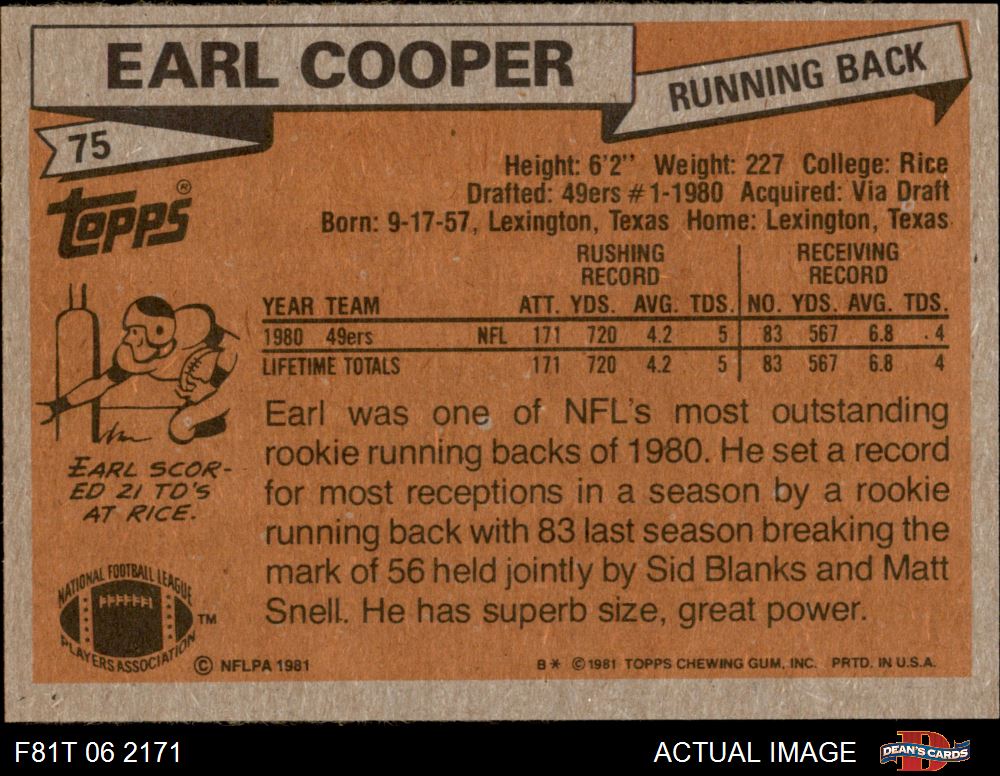 EARL COOPER
RUNNING BACK
75
TOPPS®
Height: 6'2'' Weight: 227 College: Rice
Drafted: 49ers #1-1980 Acquired: Via Draft
Born: 9-17-57, Lexington, Texas Home: Lexington, Texas
RUSHING RECORD RECEIVING RECORD
YEAR TEAM ATT. YDS. AVG. TDS. NO. YDS. AVG. TDS.
1980 49ers NFL 171 720 4.2 5 83 567 6.8 4
LIFETIME TOTALS 171 720 4.2 5 83 567 6.8 4
Earl was one of NFL's most outstanding
rookie running backs of 1980. He set a record
for most receptions in a season by a rookie
running back with 83 last season breaking the
mark of 56 held jointly by Sid Blanks and Matt
Snell. He has superb size, great power.
EARL SCOR-
ED 21 TD'S
AT RICE.
NATIONAL FOOTBALL LEAGUE
PLAYERS ASSOCIATION
TM
© NFLPA 1981
B* © 1981 TOPPS CHEWING GUM, INC. PRTD. IN U.S.A.
F81T 06 2171
ACTUAL IMAGE
DEAN'S CARDS